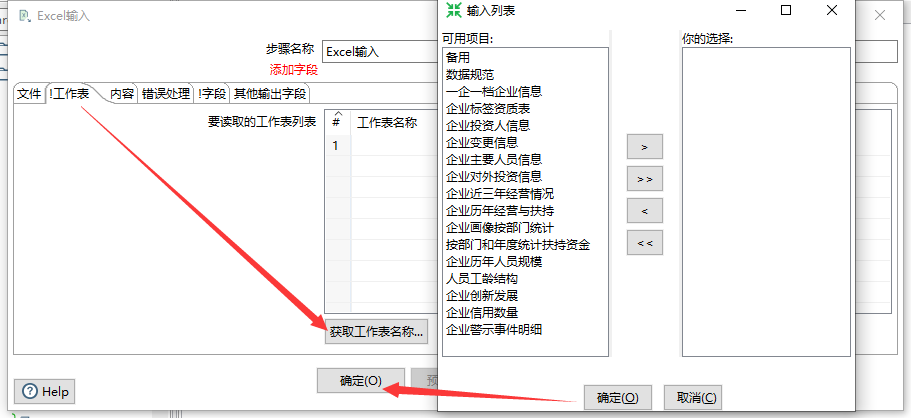 Excel输入
步骤名称
Excel输入
添加字段
文件
!工作表
内容
错误处理
!字段
其他输出字段
要读取的工作表列表
#
工作表名称
1
获取工作表名称...
确定(O)
预
Help
输入列表
可用项目:
备用
数据规范
一企一档企业信息
企业标签资质表
企业投资人信息
企业变更信息
企业主要人员信息
企业对外投资信息
企业近三年经营情况
企业历年经营与扶持
企业画像按部门统计
按部门和年度统计扶持资金
企业历年人员规模
人员工龄结构
企业创新发展
企业信用数量
企业警示事件明细
>
>>
<
<<
你的选择:
确定(O)
取消(C)